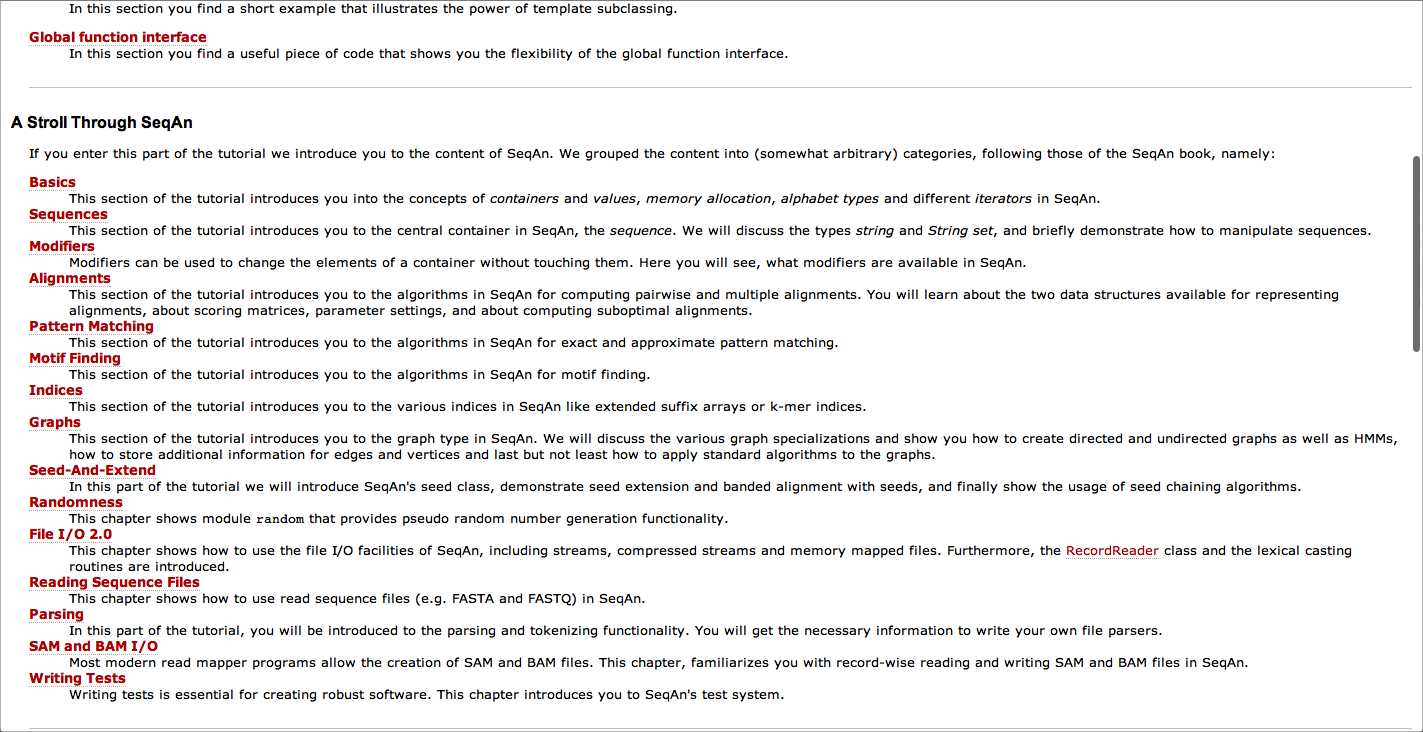 In this section you find a short example that illustrates the power of template subclassing.
Global function interface
In this section you find a useful piece of code that shows you the flexibility of the global function interface.
A Stroll Through SeqAn
If you enter this part of the tutorial we introduce you to the content of SeqAn. We grouped the content into (somewhat arbitrary) categories, following those of the SeqAn book, namely:
Basics
This section of the tutorial introduces you into the concepts of containers and values, memory allocation, alphabet types and different iterators in SeqAn.
Sequences
This section of the tutorial introduces you to the central container in SeqAn, the sequence. We will discuss the types string and String set, and briefly demonstrate how to manipulate sequences.
Modifiers
Modifiers can be used to change the elements of a container without touching them. Here you will see, what modifiers are available in SeqAn.
Alignments
This section of the tutorial introduces you to the algorithms in SeqAn for computing pairwise and multiple alignments. You will learn about the two data structures available for representing
alignments, about scoring matrices, parameter settings, and about computing suboptimal alignments.
Pattern Matching
This section of the tutorial introduces you to the algorithms in SeqAn for exact and approximate pattern matching.
Motif Finding
This section of the tutorial introduces you to the algorithms in SeqAn for motif finding.
Indices
This section of the tutorial introduces you to the various indices in SeqAn like extended suffix arrays or k-mer indices.
Graphs
This section of the tutorial introduces you to the graph type in SeqAn. We will discuss the various graph specializations and show you how to create directed and undirected graphs as well as HMMs,
how to store additional information for edges and vertices and last but not least how to apply standard algorithms to the graphs.
Seed-And-Extend
In this part of the tutorial we will introduce SeqAn's seed class, demonstrate seed extension and banded alignment with seeds, and finally show the usage of seed chaining algorithms.
Randomness
This chapter shows module random that provides pseudo random number generation functionality.
File I/O 2.0
This chapter shows how to use the file I/O facilities of SeqAn, including streams, compressed streams and memory mapped files. Furthermore, the RecordReader class and the lexical casting
routines are introduced.
Reading Sequence Files
This chapter shows how to use read sequence files (e.g. FASTA and FASTQ) in SeqAn.
Parsing
In this part of the tutorial, you will be introduced to the parsing and tokenizing functionality. You will get the necessary information to write your own file parsers.
SAM and BAM I/O
Most modern read mapper programs allow the creation of SAM and BAM files. This chapter, familiarizes you with record-wise reading and writing SAM and BAM files in SeqAn.
Writing Tests
Writing tests is essential for creating robust software. This chapter introduces you to SeqAn's test system.